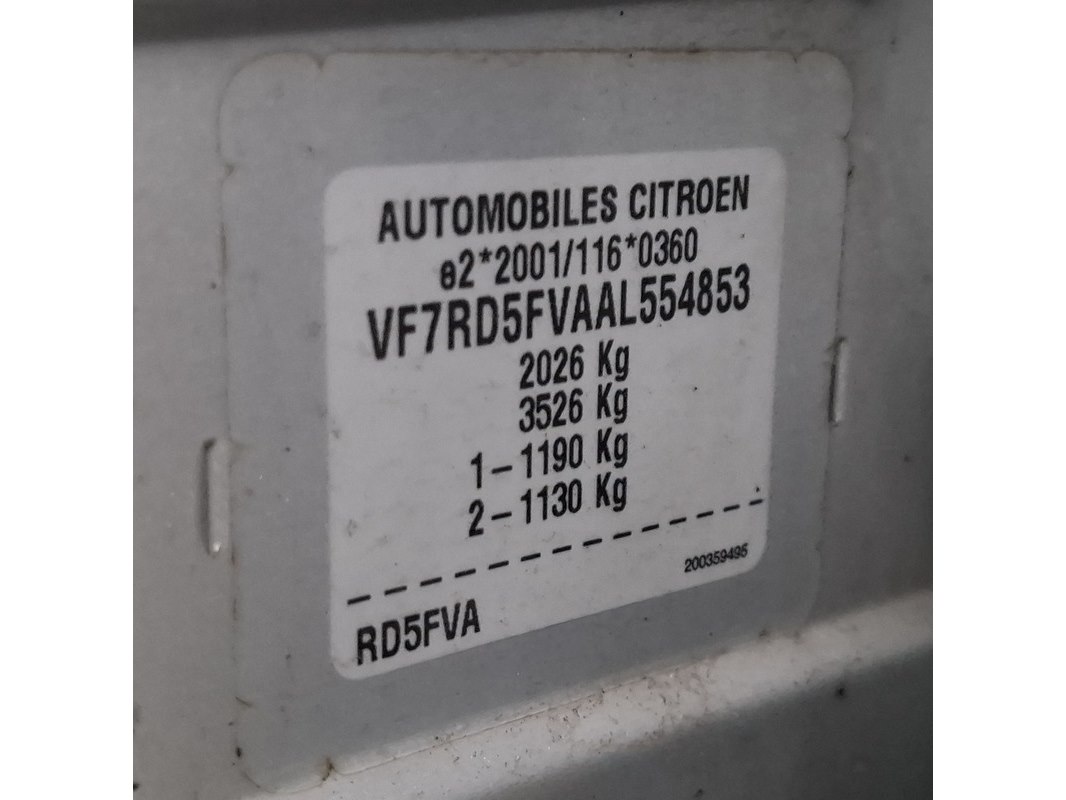 AUTOMOBILES CITROEN
e2*2001/116*0360
VF7RD5FVAAL554853
2026 Kg
3526 Kg
1-1190 Kg
2-1130 Kg
200359495
RD5FVA